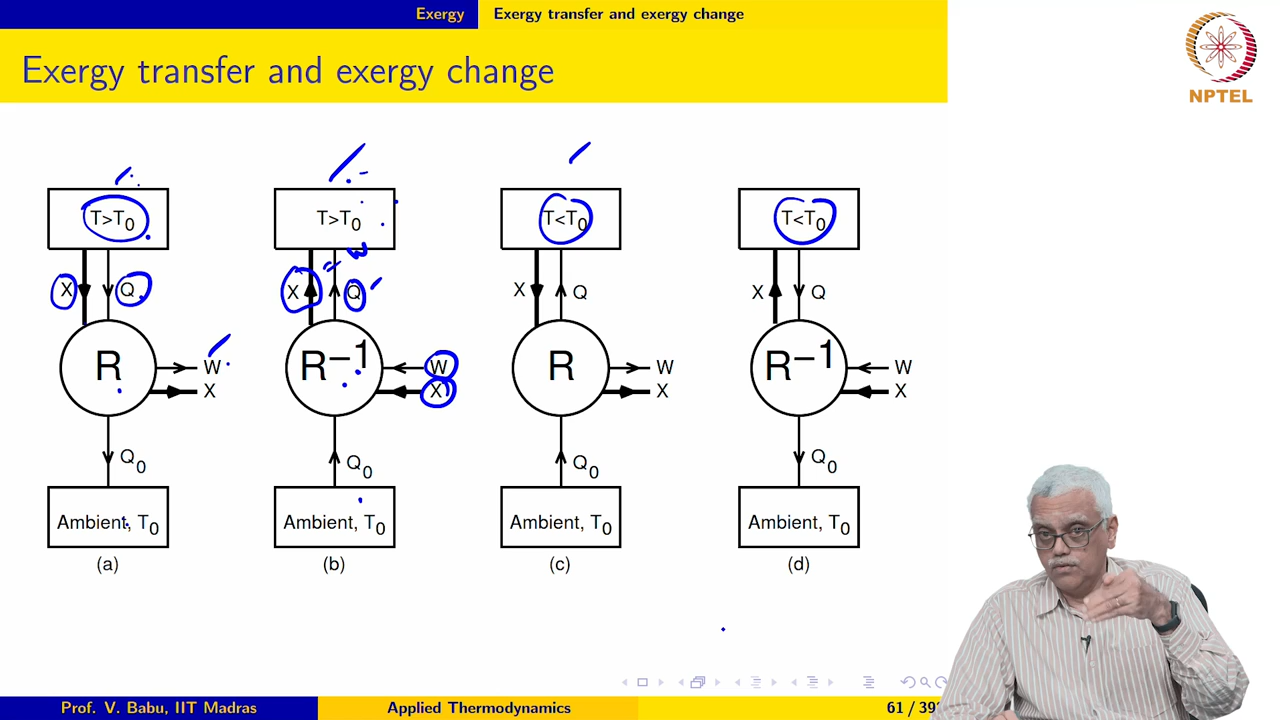 Exergy Exergy transfer and exergy change
NPTEL
Exergy transfer and exergy change
T>T0 T>T0 T<T0 T<T0
= W
X Q X Q X Q X Q
R W R⁻¹ W R W R⁻¹ W
X X X X
Q0 Q0 Q0 Q0
Ambient, T0 Ambient, T0 Ambient, T0 Ambient, T0
(a) (b) (c) (d)
Prof. V. Babu, IIT Madras Applied Thermodynamics 61 / 39